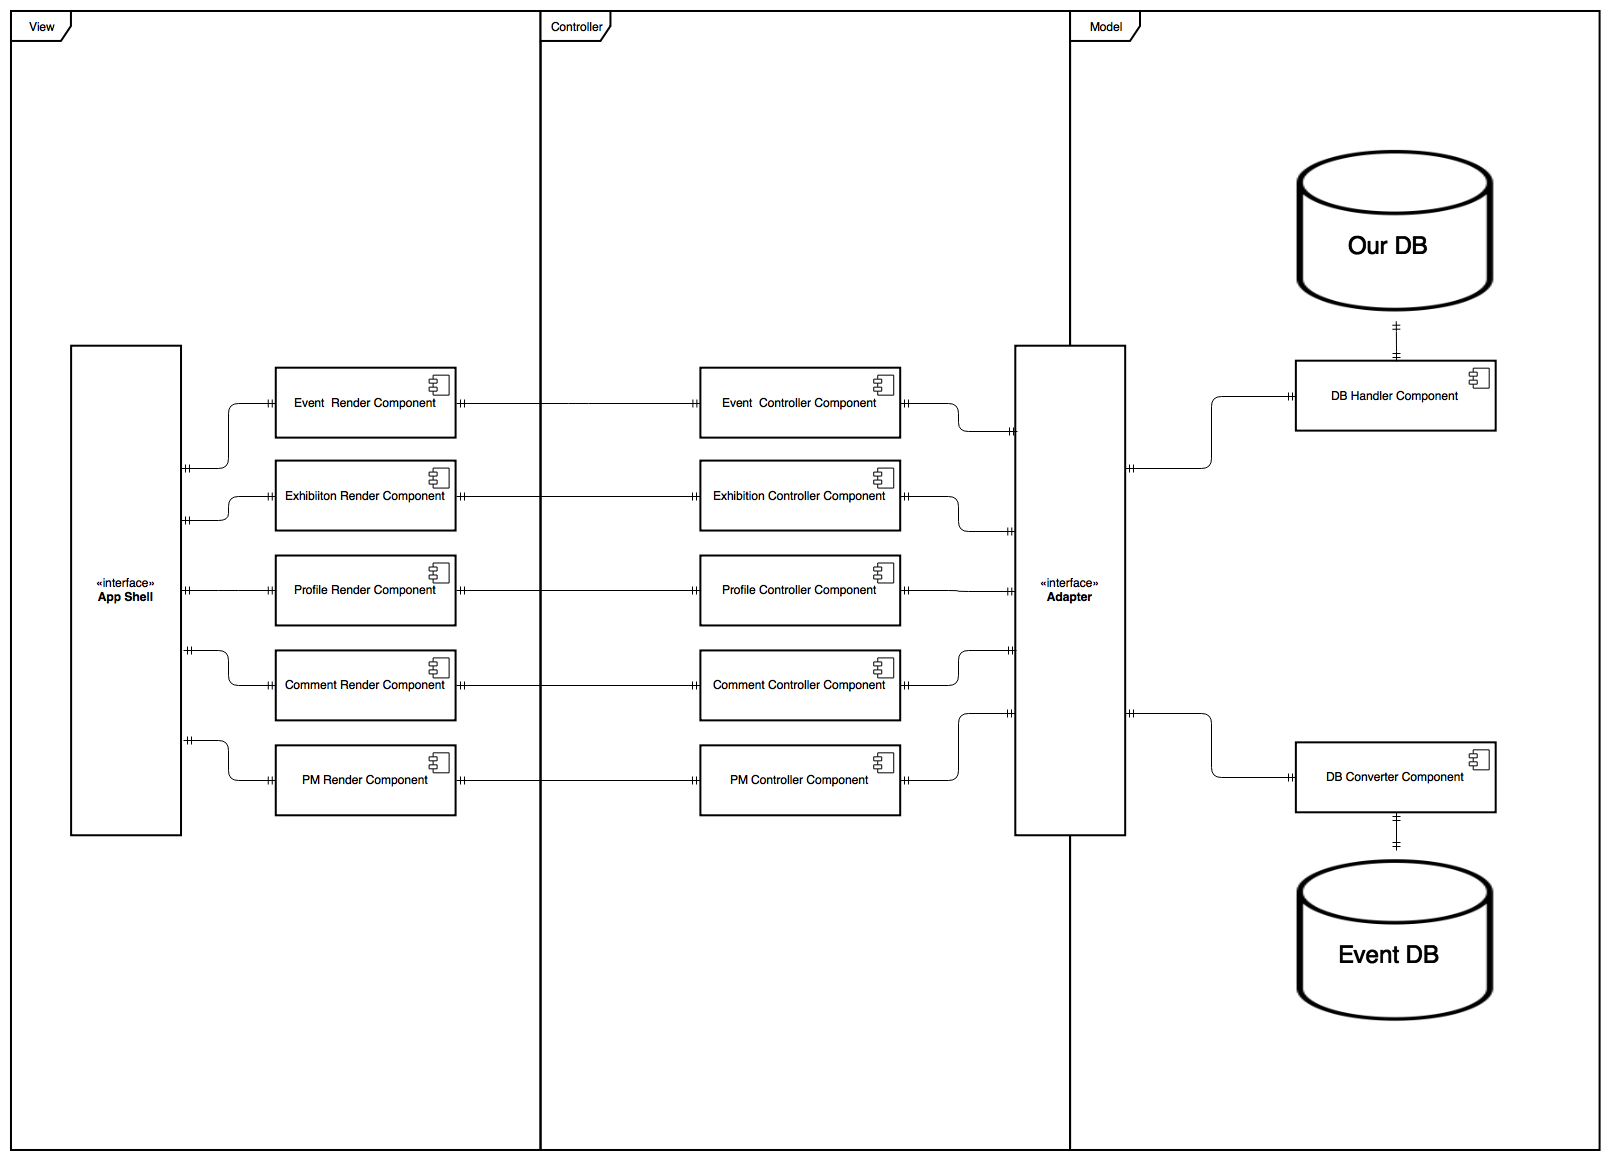 View
Controller
Model
Our DB
Event  Render Component
Event  Controller Component
DB Handler Component
Exhibiiton Render Component
Exhibition Controller Component
«interface»
App Shell
Profile Render Component
Profile Controller Component
«interface»
Adapter
Comment Render Component
Comment Controller Component
PM Render Component
PM Controller Component
DB Converter Component
Event DB